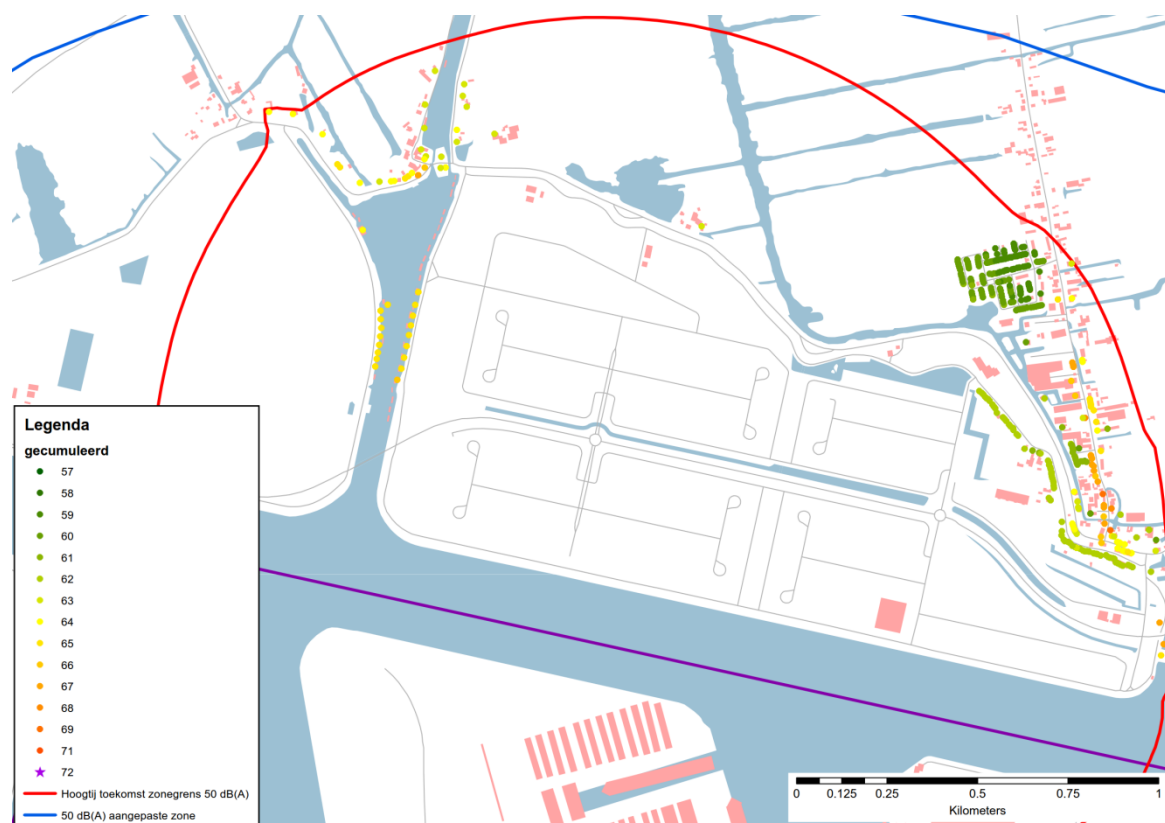 Legenda
gecumuleerd
57
58
59
60
61
62
63
64
65
66
67
68
69
71
72
Hoogtij toekomst zonegrens 50 dB(A)
50 dB(A) aangepaste zone
0 0.125 0.25 0.5 0.75 1
Kilometers